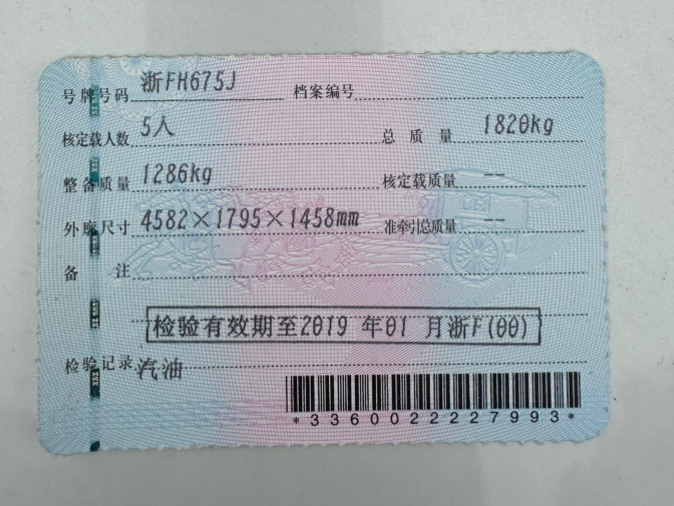 号牌号码 浙FH675J 档案编号
核定载人数 5人 总质量 1820kg
整备质量 1286kg 核定载质量 --
外廓尺寸 4582×1795×1458mm 准牵引总质量 --
备注
检验有效期至2019年01月浙F(00)
检验记录 汽油
*3360022227993*